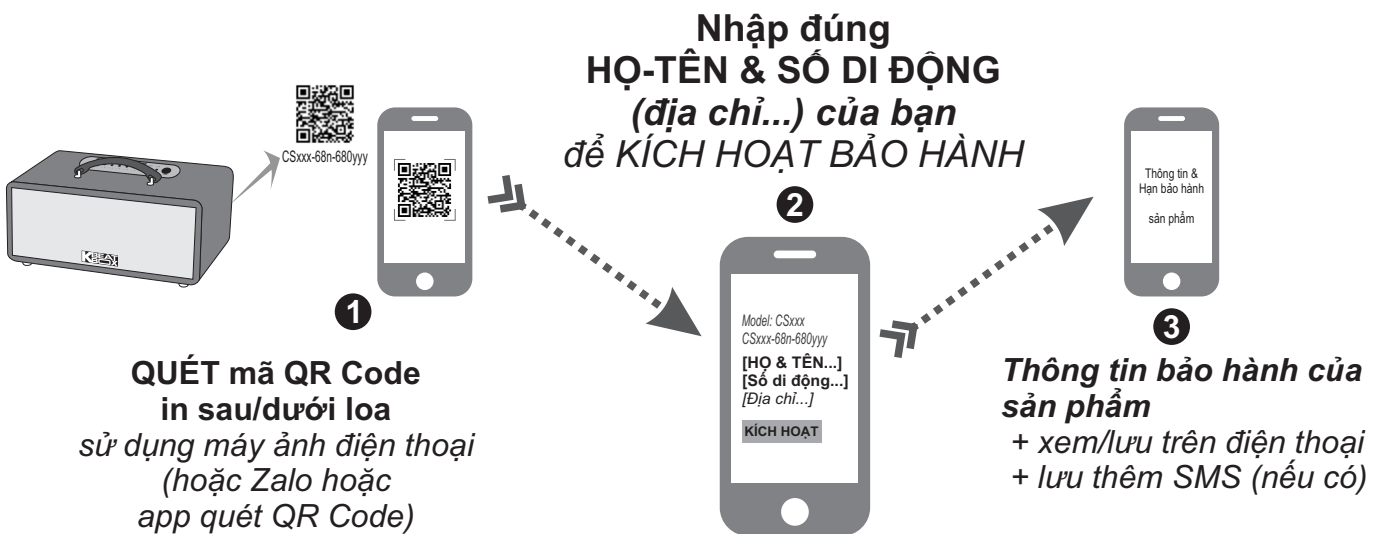 CSxxx-68n-680yyy
KBEAT
BOX
1
QUÉT mã QR Code
in sau/dưới loa
sử dụng máy ảnh điện thoại
(hoặc Zalo hoặc
app quét QR Code)
Nhập đúng
HỌ-TÊN & SỐ DI ĐỘNG
(địa chỉ...) của bạn
để KÍCH HOẠT BẢO HÀNH
2
Model: CSxxx
CSxxx-68n-680yyy
[HỌ & TÊN...]
[Số di động...]
[Địa chỉ...]
KÍCH HOẠT
Thông tin &
Hạn bảo hành
sản phẩm
3
Thông tin bảo hành của
sản phẩm
+ xem/lưu trên điện thoại
+ lưu thêm SMS (nếu có)